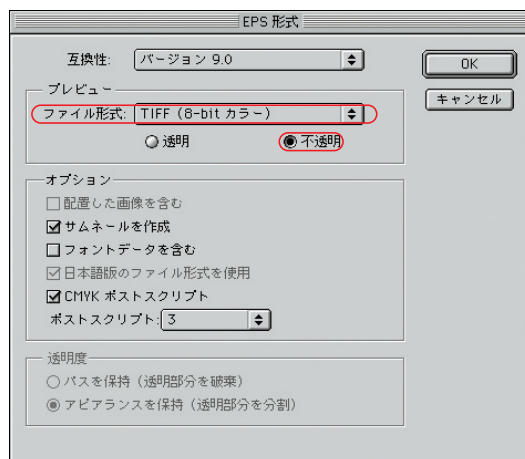 EPS 形式
互換性: バージョン 9.0
OK
プレビュー
キャンセル
ファイル形式: TIFF (8-bit カラー)
透明 不透明
オプション
配置した画像を含む
サムネールを作成
フォントデータを含む
日本語版のファイル形式を使用
CMYK ポストスクリプト
ポストスクリプト: 3
透明度
パスを保持 (透明部分を破棄)
アピアランスを保持 (透明部分を分割)